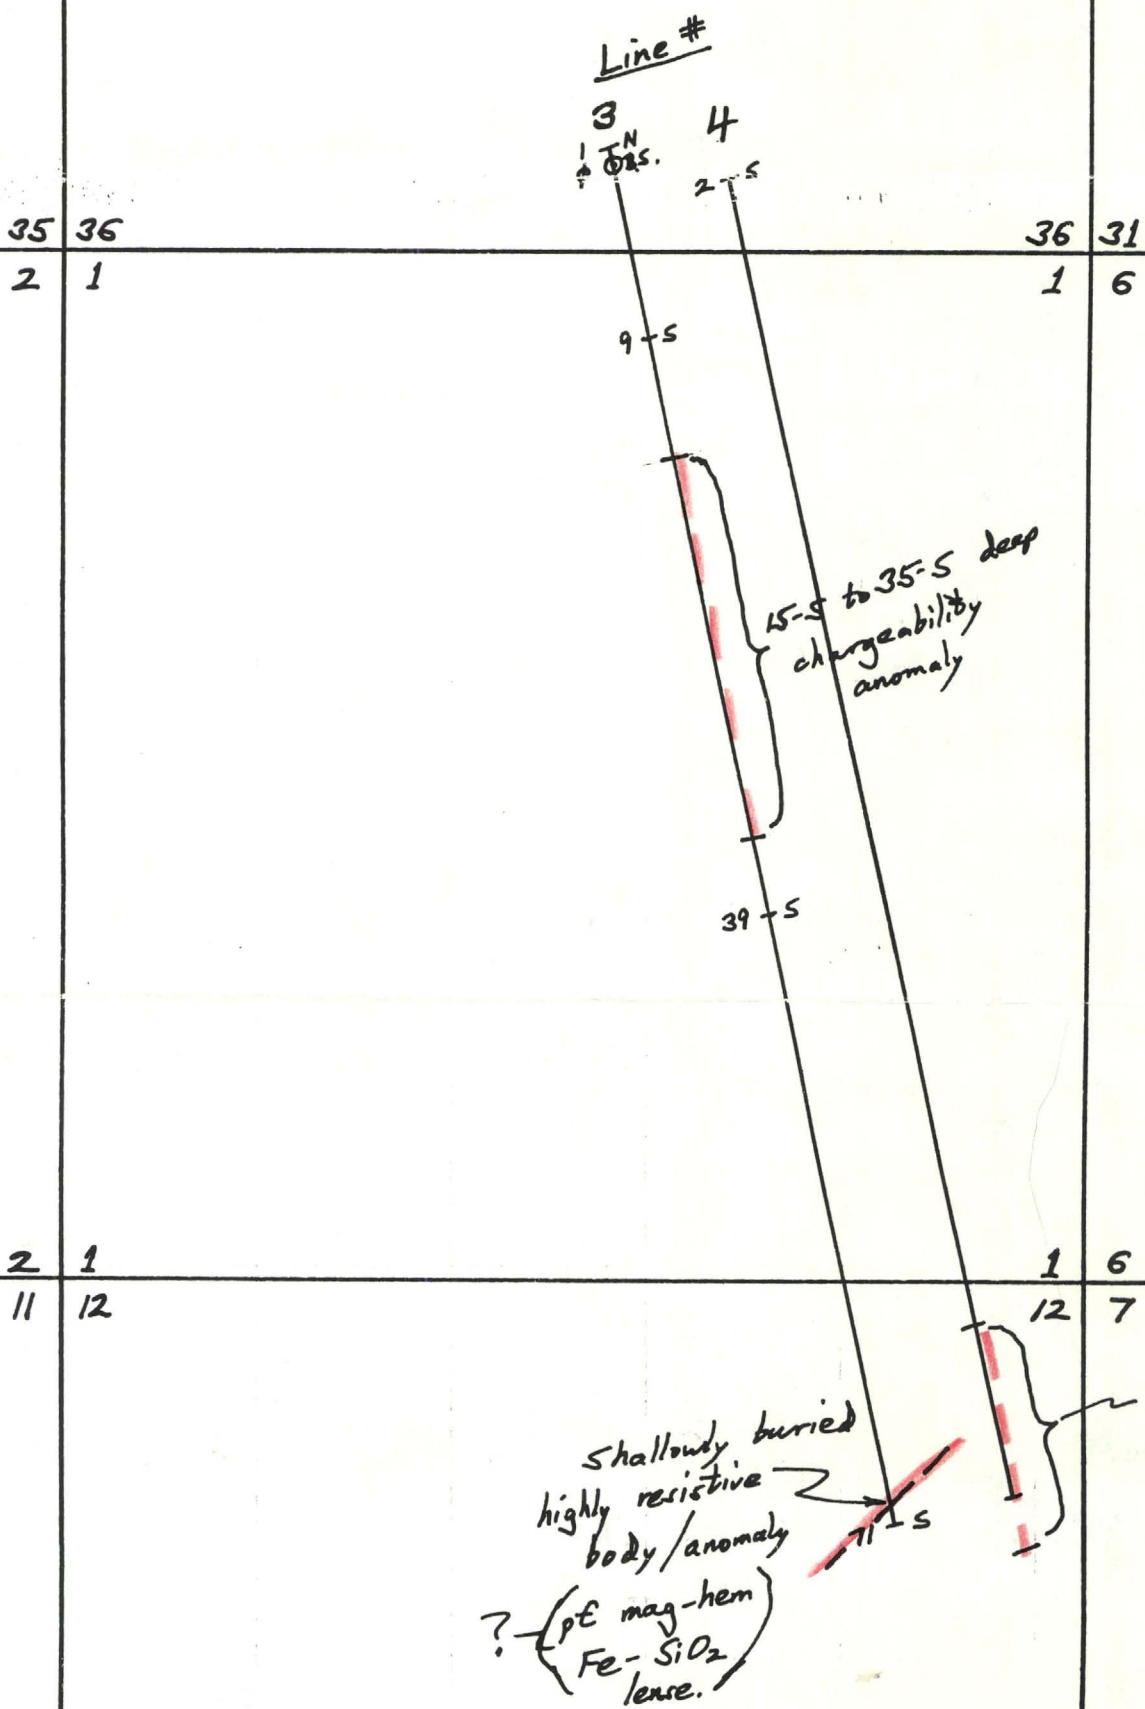 Line #
3 4
N
2 S
35 36 36 31
2 1 1 6
9 S
15-S to 35-S deep
chargeability
anomaly
39 S
2 1 1 6
11 12 12 7
Shallowly buried
highly resistive
body/anomaly
S
? (pЄ mag-hem
Fe-SiO2
lense.)